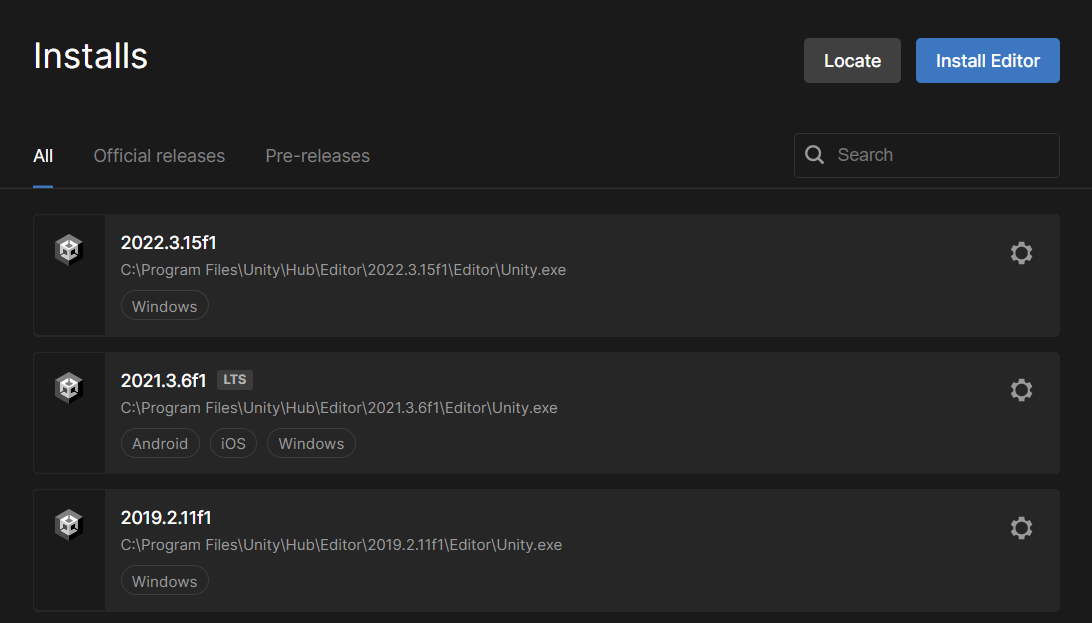 Installs
Locate
Install Editor
All
Official releases
Pre-releases
Search
2022.3.15f1
C:\Program Files\Unity\Hub\Editor\2022.3.15f1\Editor\Unity.exe
Windows
2021.3.6f1 LTS
C:\Program Files\Unity\Hub\Editor\2021.3.6f1\Editor\Unity.exe
Android iOS Windows
2019.2.11f1
C:\Program Files\Unity\Hub\Editor\2019.2.11f1\Editor\Unity.exe
Windows